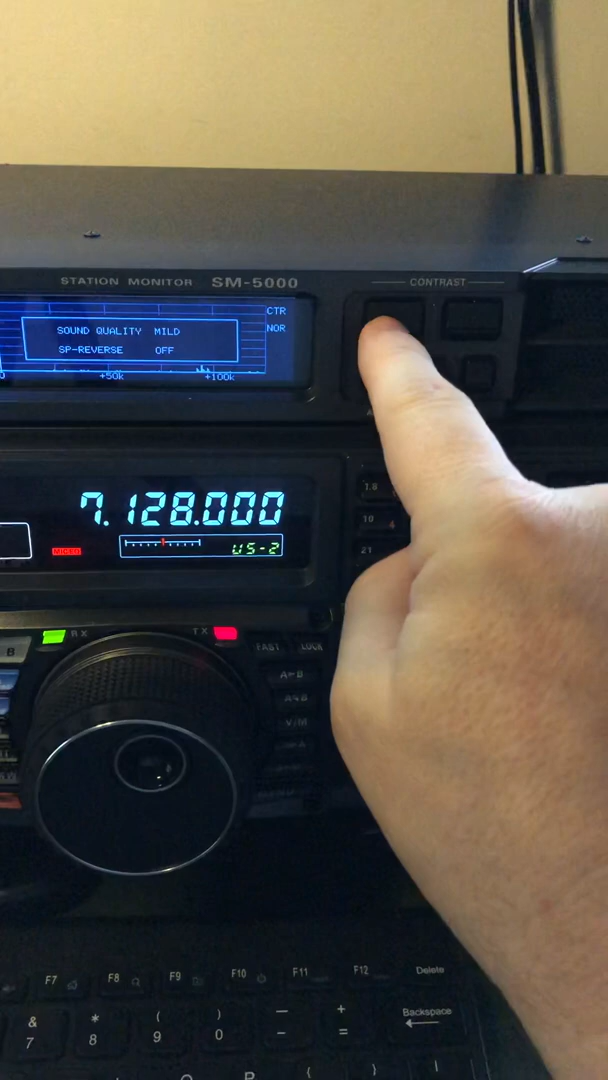 STATION MONITOR SM-5000
CONTRAST
CTR
NOR
SOUND QUALITY MILD
SP-REVERSE OFF
+50k
+100k
7.128.000
MICEQ
US-2
1.8
10
4
21
RX
TX
FAST
LOCK
B
A▶B
A◀B
V/M
F7
F8
F9
F10
F11
F12
Delete
&
7
*
8
(
9
)
0
—
-
+
=
Backspace
P
{
}
|